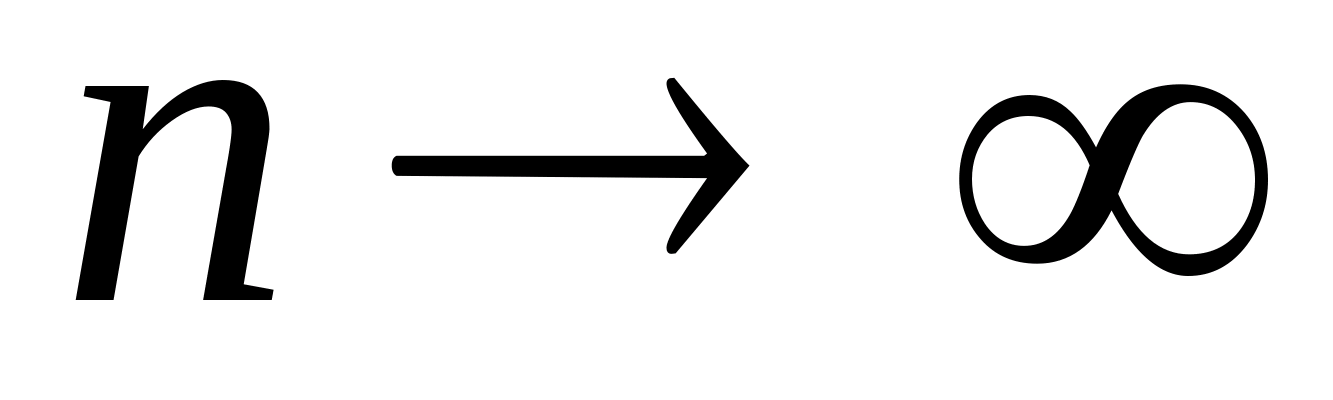 n → ∞